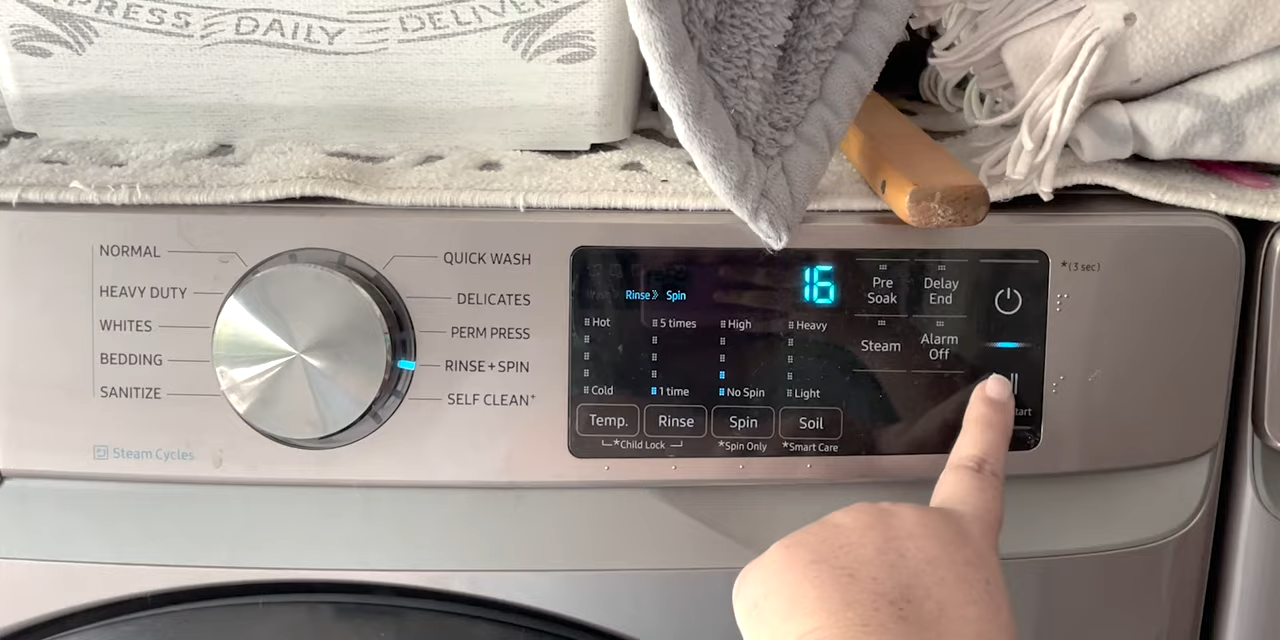 EXPRESS DAILY DELIVERY
NORMAL
HEAVY DUTY
WHITES
BEDDING
SANITIZE
QUICK WASH
DELICATES
PERM PRESS
RINSE+SPIN
SELF CLEAN*
Steam Cycles
Rinse Spin
16
Hot
5 times
High
Heavy
Cold
1 time
No Spin
Light
Temp.
Rinse
Spin
Soil
*Child Lock
*Spin Only
*Smart Care
Pre Soak
Delay End
Steam
Alarm Off
*(3 sec)